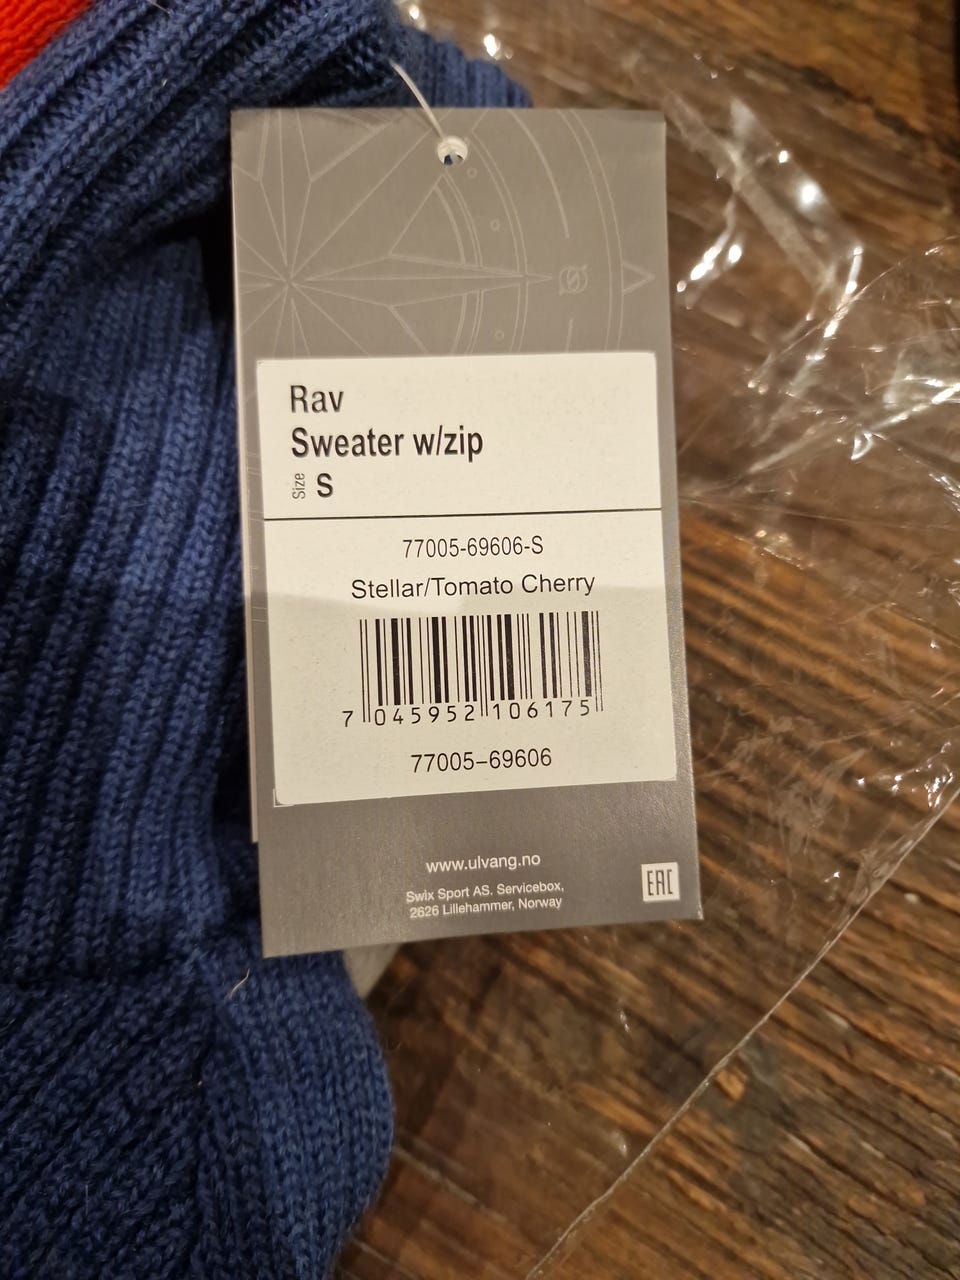 Rav
Sweater w/zip
Size S
77005-69606-S
Stellar/Tomato Cherry
7 045952 106175
77005-69606
www.ulvang.no
Swix Sport AS. Servicebox,
2626 Lillehammer, Norway
EAC